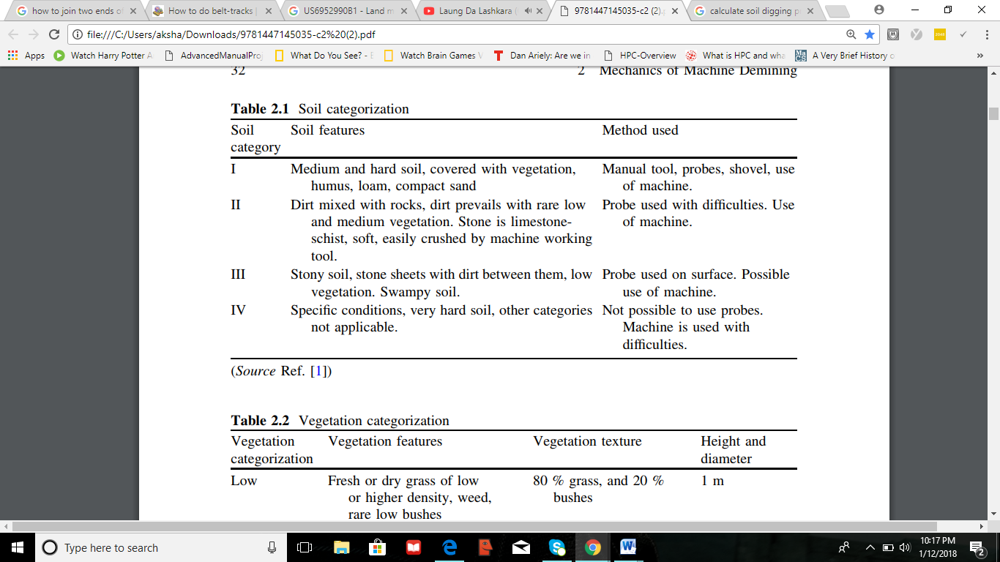 how to join two ends o
How to do belt-tracks |
US6952990B1 - Land m
Laung Da Lashkara (
9781447145035-c2 (2).p
calculate soil digging p
file:///C:/Users/aksha/Downloads/9781447145035-c2%20(2).pdf
Apps
Watch Harry Potter A
AdvancedManualProj
What Do You See? - E
Watch Brain Games V
Dan Ariely: Are we in
HPC-Overview
What is HPC and wha
A Very Brief History o
»
32
2 Mechanics of Machine Demining
Table 2.1 Soil categorization
Soil category
Soil features
Method used
I
Medium and hard soil, covered with vegetation,
humus, loam, compact sand
Manual tool, probes, shovel, use
of machine.
II
Dirt mixed with rocks, dirt prevails with rare low
and medium vegetation. Stone is limestone-
schist, soft, easily crushed by machine working
tool.
Probe used with difficulties. Use
of machine.
III
Stony soil, stone sheets with dirt between them, low
vegetation. Swampy soil.
Probe used on surface. Possible
use of machine.
IV
Specific conditions, very hard soil, other categories
not applicable.
Not possible to use probes.
Machine is used with
difficulties.
(Source Ref. [1])
Table 2.2 Vegetation categorization
Vegetation
categorization
Vegetation features
Vegetation texture
Height and
diameter
Low
Fresh or dry grass of low
or higher density, weed,
rare low bushes
80 % grass, and 20 %
bushes
1 m
Type here to search
10:17 PM
1/12/2018
2